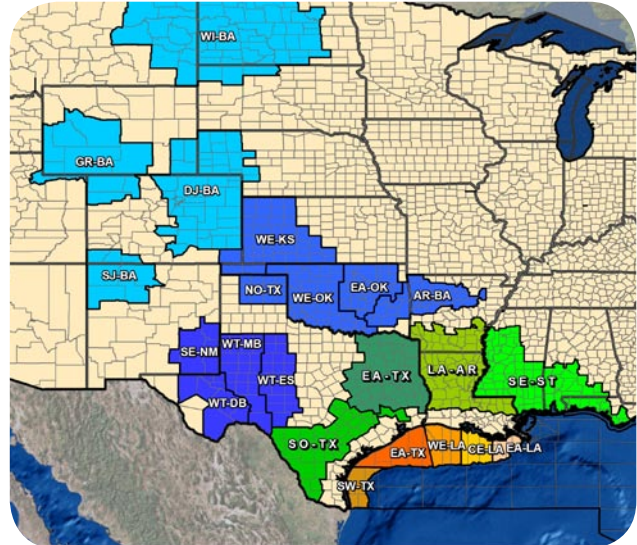 WI-BA
GR-BA
DJ-BA
WE-KS
SJ-BA
NO-TX
WE-OK
EA-OK
AR-BA
SE-NM
WT-MB
WT-ES
WT-DB
EA-TX
LA-AR
SE-ST
SO-TX
EA-TX
WE-LA
CE-LA
EA-LA
SW-TX